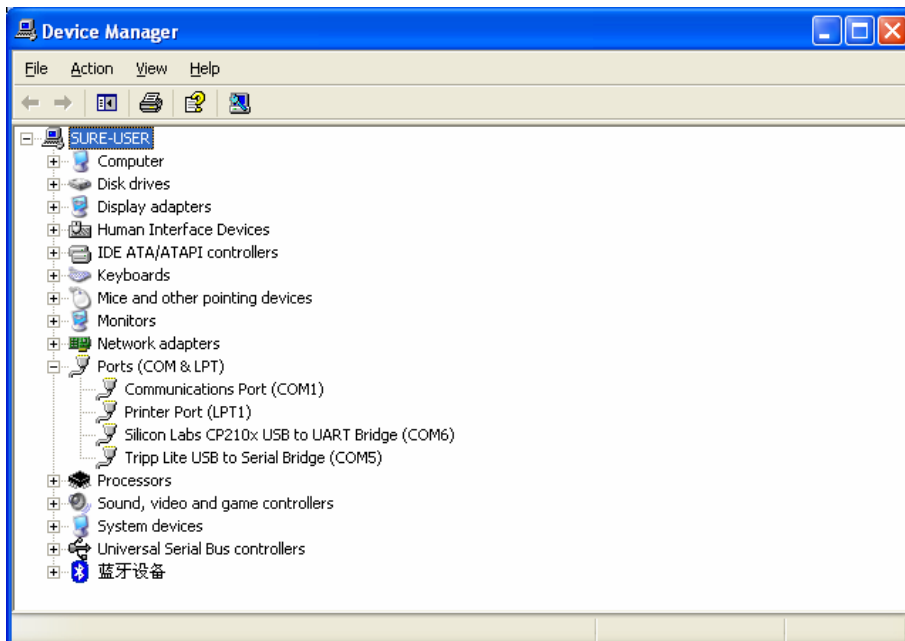 Device Manager
File Action View Help
SURE-USER
Computer
Disk drives
Display adapters
Human Interface Devices
IDE ATA/ATAPI controllers
Keyboards
Mice and other pointing devices
Monitors
Network adapters
Ports (COM & LPT)
Communications Port (COM1)
Printer Port (LPT1)
Silicon Labs CP210x USB to UART Bridge (COM6)
Tripp Lite USB to Serial Bridge (COM5)
Processors
Sound, video and game controllers
System devices
Universal Serial Bus controllers
蓝牙设备